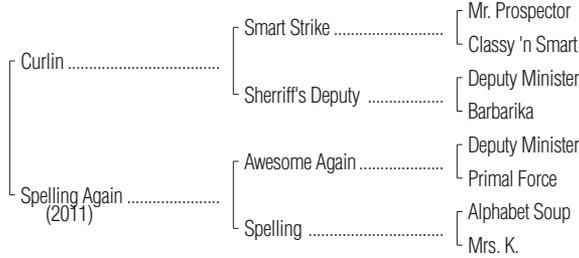 Mr. Prospector
Smart Strike ......................
Classy 'n Smart
Curlin ..............................
Deputy Minister
Sherriff's Deputy ...............
Barbarika
Deputy Minister
Awesome Again .................
Primal Force
Spelling Again ..................
(2011)
Alphabet Soup
Spelling ...........................
Mrs. K.